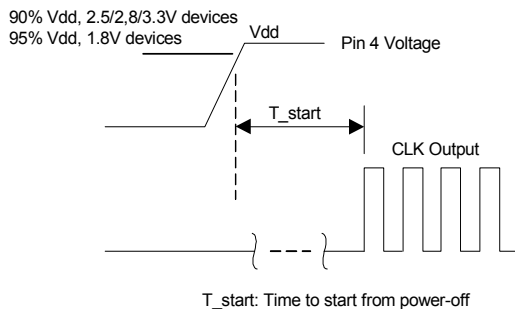 90% Vdd, 2.5/2,8/3.3V devices
95% Vdd, 1.8V devices
Vdd
Pin 4 Voltage
T_start
CLK Output
T_start: Time to start from power-off